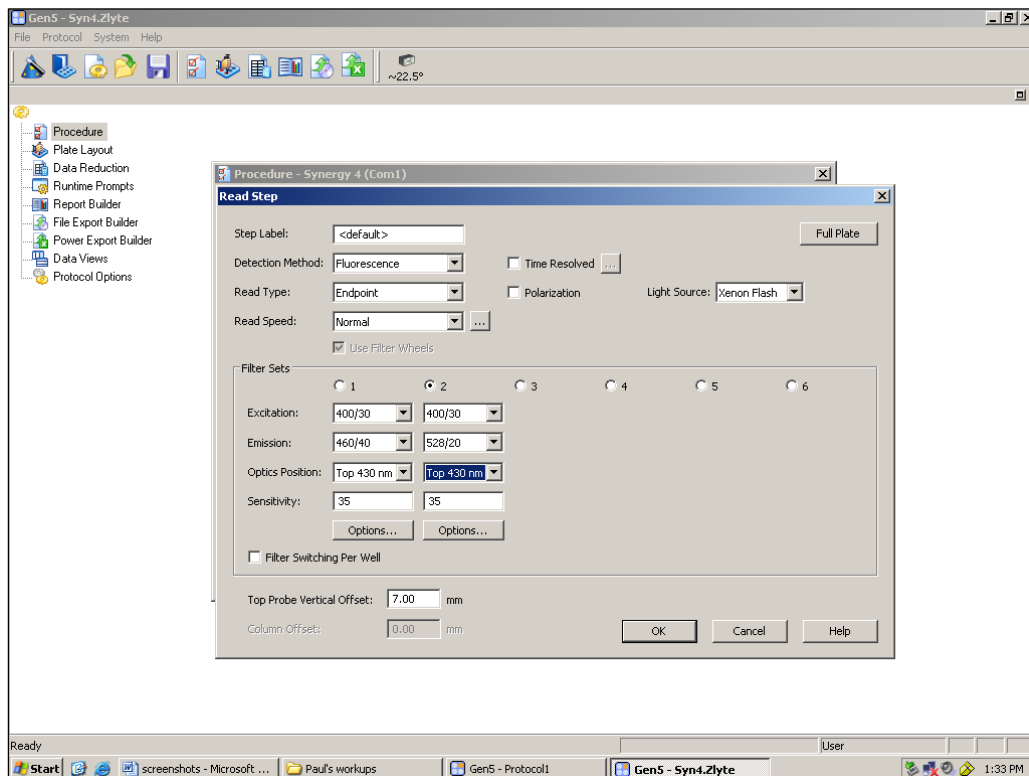 Gen5 - Syn4.Zlyte
File Protocol System Help
~22.5°
Procedure
Plate Layout
Data Reduction
Runtime Prompts
Report Builder
File Export Builder
Power Export Builder
Data Views
Protocol Options
Procedure - Synergy 4 (Com1)
Read Step
Step Label: <default> Full Plate
Detection Method: Fluorescence Time Resolved ...
Read Type: Endpoint Polarization Light Source: Xenon Flash
Read Speed: Normal ...
Use Filter Wheels
Filter Sets
1 2 3 4 5 6
Excitation: 400/30 400/30
Emission: 460/40 528/20
Optics Position: Top 430 nm Top 430 nm
Sensitivity: 35 35
Options... Options...
Filter Switching Per Well
Top Probe Vertical Offset: 7.00 mm
Column Offset: 0.00 mm
OK Cancel Help
Ready User
Start screenshots - Microsoft ... Paul's workups Gen5 - Protocol1 Gen5 - Syn4.Zlyte 1:33 PM